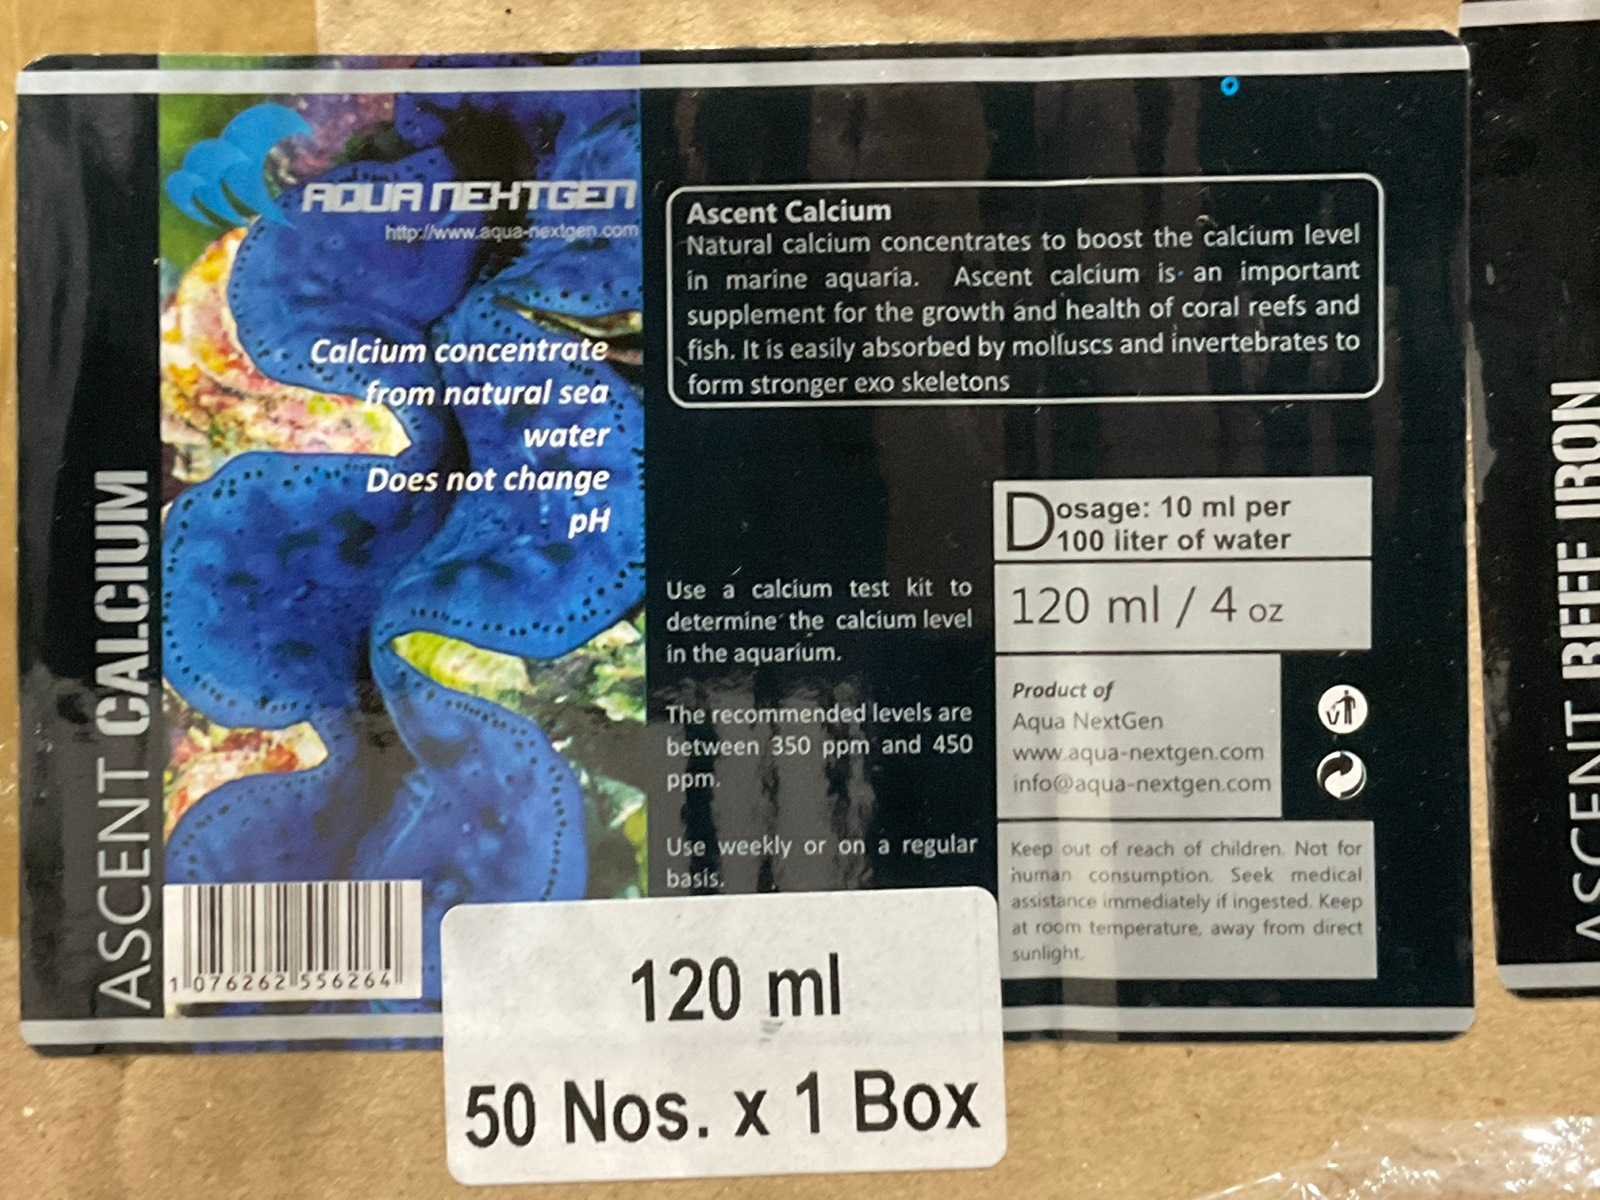 AQUA NEXTGEN
http://www.aqua-nextgen.com
Calcium concentrate
from natural sea
water
Does not change
pH
ASCENT CALCIUM
1 076262 556264
Ascent Calcium
Natural calcium concentrates to boost the calcium level
in marine aquaria. Ascent calcium is an important
supplement for the growth and health of coral reefs and
fish. It is easily absorbed by molluscs and invertebrates to
form stronger exo skeletons
Use a calcium test kit to
determine the calcium level
in the aquarium.
The recommended levels are
between 350 ppm and 450
ppm.
Use weekly or on a regular
basis.
Dosage: 10 ml per
100 liter of water
120 ml / 4 oz
Product of
Aqua NextGen
www.aqua-nextgen.com
info@aqua-nextgen.com
Keep out of reach of children. Not for
human consumption. Seek medical
assistance immediately if ingested. Keep
at room temperature, away from direct
sunlight.
120 ml
50 Nos. x 1 Box
ASCENT BEEF IRON